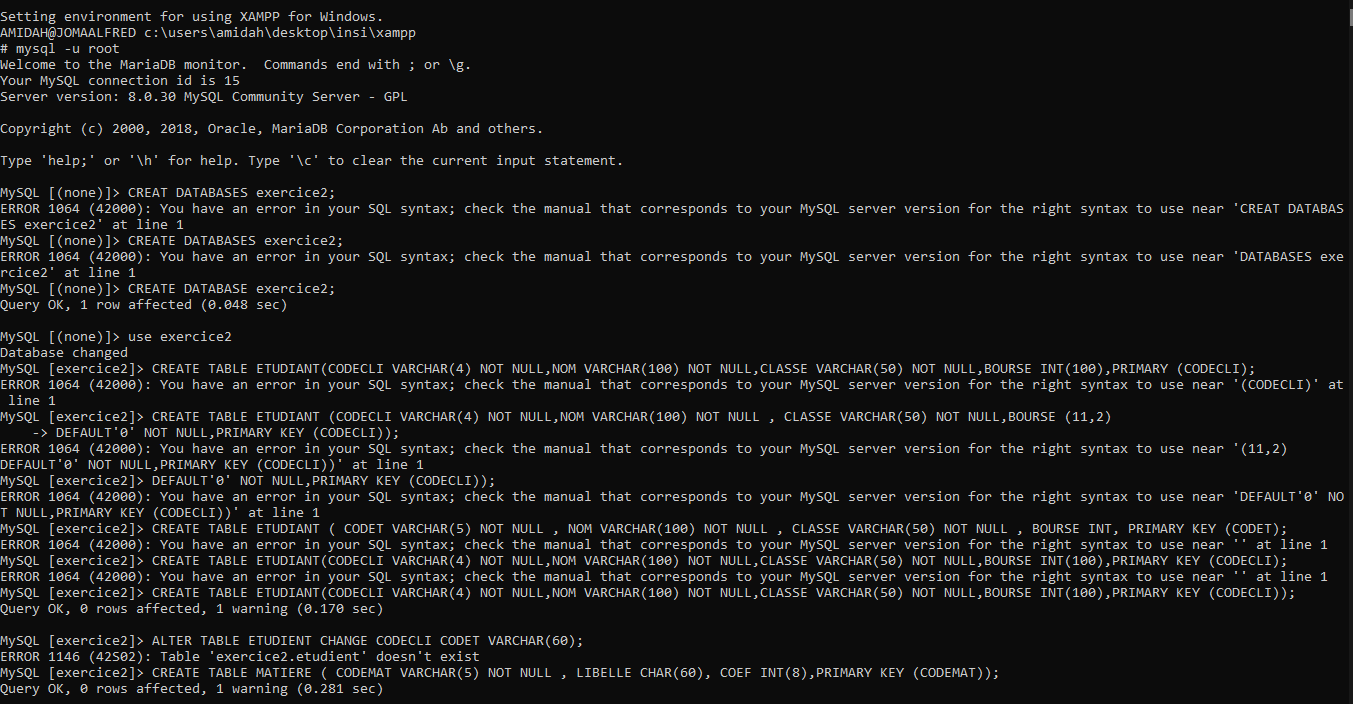 Setting environment for using XAMPP for Windows.
AMIDAH@JOMAALFRED c:\users\amidah\desktop\insi\xampp
# mysql -u root
Welcome to the MariaDB monitor.  Commands end with ; or \g.
Your MySQL connection id is 15
Server version: 8.0.30 MySQL Community Server - GPL

Copyright (c) 2000, 2018, Oracle, MariaDB Corporation Ab and others.

Type 'help;' or '\h' for help. Type '\c' to clear the current input statement.

MySQL [(none)]> CREAT DATABASES exercice2;
ERROR 1064 (42000): You have an error in your SQL syntax; check the manual that corresponds to your MySQL server version for the right syntax to use near 'CREAT DATABAS
ES exercice2' at line 1
MySQL [(none)]> CREATE DATABASES exercice2;
ERROR 1064 (42000): You have an error in your SQL syntax; check the manual that corresponds to your MySQL server version for the right syntax to use near 'DATABASES exe
rcice2' at line 1
MySQL [(none)]> CREATE DATABASE exercice2;
Query OK, 1 row affected (0.048 sec)

MySQL [(none)]> use exercice2
Database changed
MySQL [exercice2]> CREATE TABLE ETUDIANT(CODECLI VARCHAR(4) NOT NULL,NOM VARCHAR(100) NOT NULL,CLASSE VARCHAR(50) NOT NULL,BOURSE INT(100),PRIMARY (CODECLI);
ERROR 1064 (42000): You have an error in your SQL syntax; check the manual that corresponds to your MySQL server version for the right syntax to use near '(CODECLI)' at
 line 1
MySQL [exercice2]> CREATE TABLE ETUDIANT (CODECLI VARCHAR(4) NOT NULL,NOM VARCHAR(100) NOT NULL , CLASSE VARCHAR(50) NOT NULL,BOURSE (11,2)
    -> DEFAULT'0' NOT NULL,PRIMARY KEY (CODECLI));
ERROR 1064 (42000): You have an error in your SQL syntax; check the manual that corresponds to your MySQL server version for the right syntax to use near '(11,2)
DEFAULT'0' NOT NULL,PRIMARY KEY (CODECLI))' at line 1
MySQL [exercice2]> DEFAULT'0' NOT NULL,PRIMARY KEY (CODECLI));
ERROR 1064 (42000): You have an error in your SQL syntax; check the manual that corresponds to your MySQL server version for the right syntax to use near 'DEFAULT'0' NO
T NULL,PRIMARY KEY (CODECLI))' at line 1
MySQL [exercice2]> CREATE TABLE ETUDIANT ( CODET VARCHAR(5) NOT NULL , NOM VARCHAR(100) NOT NULL , CLASSE VARCHAR(50) NOT NULL , BOURSE INT, PRIMARY KEY (CODET);
ERROR 1064 (42000): You have an error in your SQL syntax; check the manual that corresponds to your MySQL server version for the right syntax to use near '' at line 1
MySQL [exercice2]> CREATE TABLE ETUDIANT(CODECLI VARCHAR(4) NOT NULL,NOM VARCHAR(100) NOT NULL,CLASSE VARCHAR(50) NOT NULL,BOURSE INT(100),PRIMARY KEY (CODECLI);
ERROR 1064 (42000): You have an error in your SQL syntax; check the manual that corresponds to your MySQL server version for the right syntax to use near '' at line 1
MySQL [exercice2]> CREATE TABLE ETUDIANT(CODECLI VARCHAR(4) NOT NULL,NOM VARCHAR(100) NOT NULL,CLASSE VARCHAR(50) NOT NULL,BOURSE INT(100),PRIMARY KEY (CODECLI));
Query OK, 0 rows affected, 1 warning (0.170 sec)

MySQL [exercice2]> ALTER TABLE ETUDIENT CHANGE CODECLI CODET VARCHAR(60);
ERROR 1146 (42S02): Table 'exercice2.etudient' doesn't exist
MySQL [exercice2]> CREATE TABLE MATIERE ( CODEMAT VARCHAR(5) NOT NULL , LIBELLE CHAR(60), COEF INT(8),PRIMARY KEY (CODEMAT));
Query OK, 0 rows affected, 1 warning (0.281 sec)